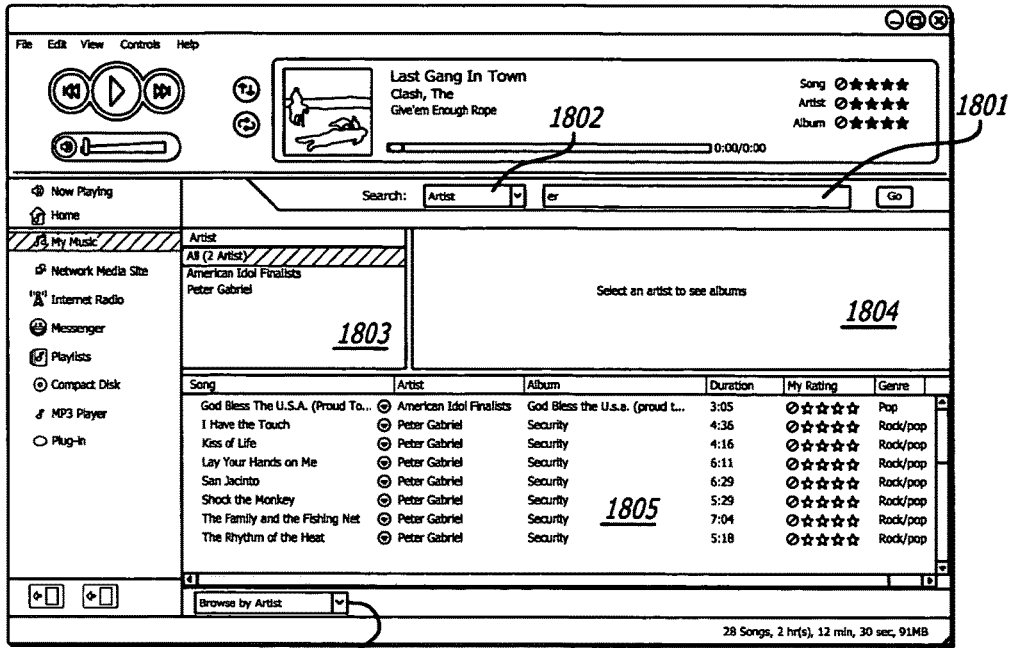 File Edit View Controls Help
Last Gang In Town
Clash, The
Give'em Enough Rope
0:00/0:00
Song
Artist
Album
1801
1802
Search: Artist er Go
Now Playing
Home
My Music
Network Media Site
Internet Radio
Messenger
Playlists
Compact Disk
MP3 Player
Plug-in
Artist
All (2 Artist)
American Idol Finalists
Peter Gabriel
1803
Select an artist to see albums
1804
Song Artist Album Duration My Rating Genre
God Bless The U.S.A. (Proud To... American Idol Finalists God Bless the U.s.a. (proud t... 3:05 Pop
I Have the Touch Peter Gabriel Security 4:36 Rock/pop
Kiss of Life Peter Gabriel Security 4:16 Rock/pop
Lay Your Hands on Me Peter Gabriel Security 6:11 Rock/pop
San Jacinto Peter Gabriel Security 6:29 Rock/pop
Shock the Monkey Peter Gabriel Security 5:29 Rock/pop
The Family and the Fishing Net Peter Gabriel Security 7:04 Rock/pop
The Rhythm of the Heat Peter Gabriel Security 5:18 Rock/pop
1805
Browse by Artist
28 Songs, 2 hr(s), 12 min, 30 sec, 91MB